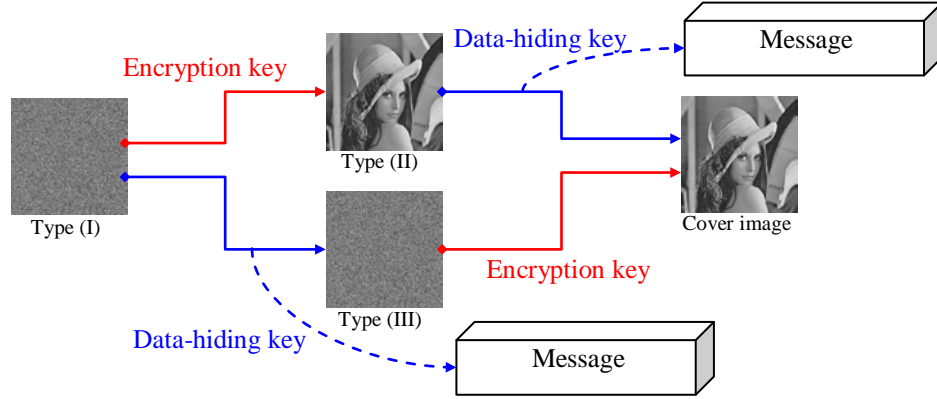 Data-hiding key
Message
Encryption key
Type (II)
Type (I)
Cover image
Encryption key
Type (III)
Data-hiding key
Message